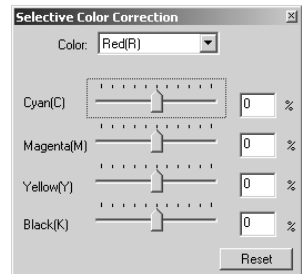 Selective Color Correction
Color: Red(R)
Cyan(C) 0 %
Magenta(M) 0 %
Yellow(Y) 0 %
Black(K) 0 %
Reset